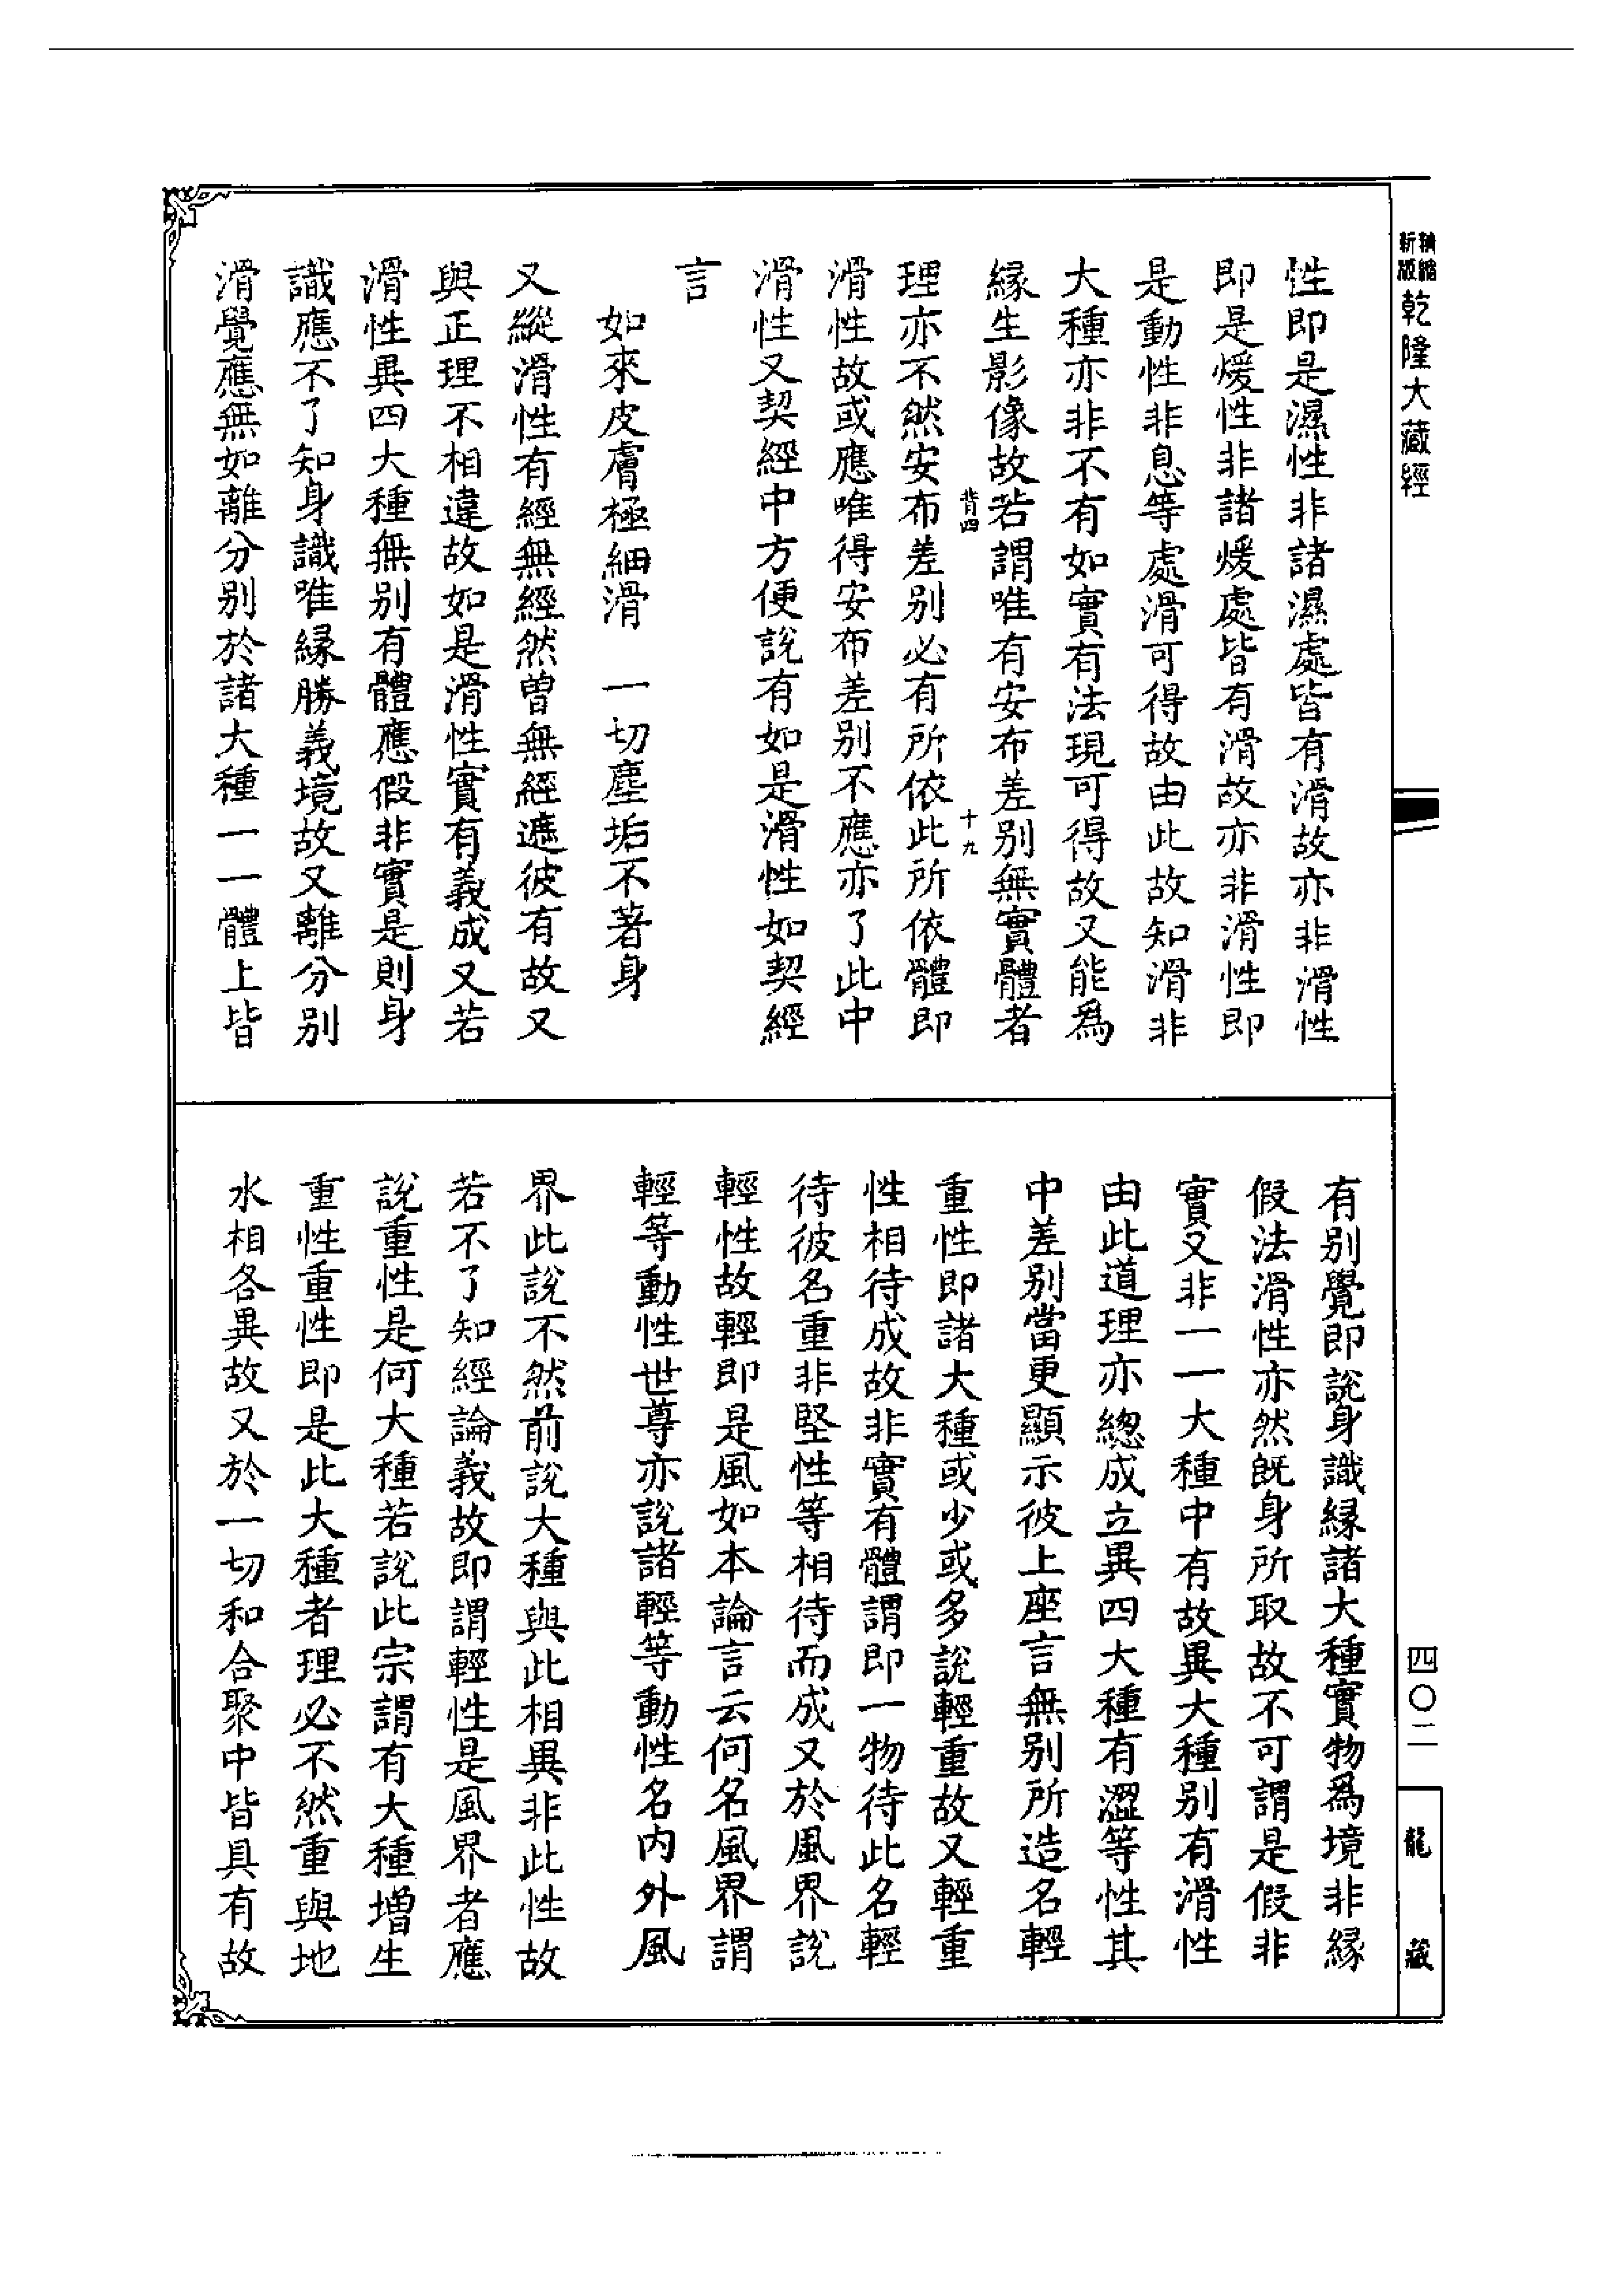 精縮新版乾隆大藏經
性即是濕性非諸濕處皆有滑故亦非滑性
即是煖性非諸煖處皆有滑故亦非滑性即
是動性非息等處滑可得故由此故知滑非
大種亦非不有如實有法現可得故又能為
緣生影像故若謂唯有安布差別無實體者
背四
十九
理亦不然安布差別必有所依此所依體即
滑性故或應唯得安布差別不應亦了此中
滑性又契經中方便說有如是滑性如契經
言
如來皮膚極細滑 一切塵垢不著身
又縱滑性有經無經然曾無經遮彼有故又
與正理不相違故如是滑性實有義成又若
滑性異四大種無別有體應假非實是則身
識應不了知身識唯緣勝義境故又離分別
滑覺應無如離分別於諸大種一一體上皆
有別覺即說身識緣諸大種實物為境非緣
假法滑性亦然既身所取故不可謂是假非
實又非一一大種中有故異大種別有滑性
由此道理亦總成立異四大種有澀等性其
中差別當更顯示彼上座言無別所造名輕
重性即諸大種或少或多說輕重故又輕重
性相待成故非實有體謂即一物待此名輕
待彼名重非堅性等相待而成又於風界說
輕性故輕即是風如本論言云何名風界謂
輕等動性世尊亦說諸輕等動性名內外風
界此說不然前說大種與此相異非此性故
若不了知經論義故即謂輕性是風界者應
說重性是何大種若說此宗謂有大種增生
重性重性即是此大種者理必不然重與地
水相各異故又於一切和合聚中皆具有故
四〇二
龍藏